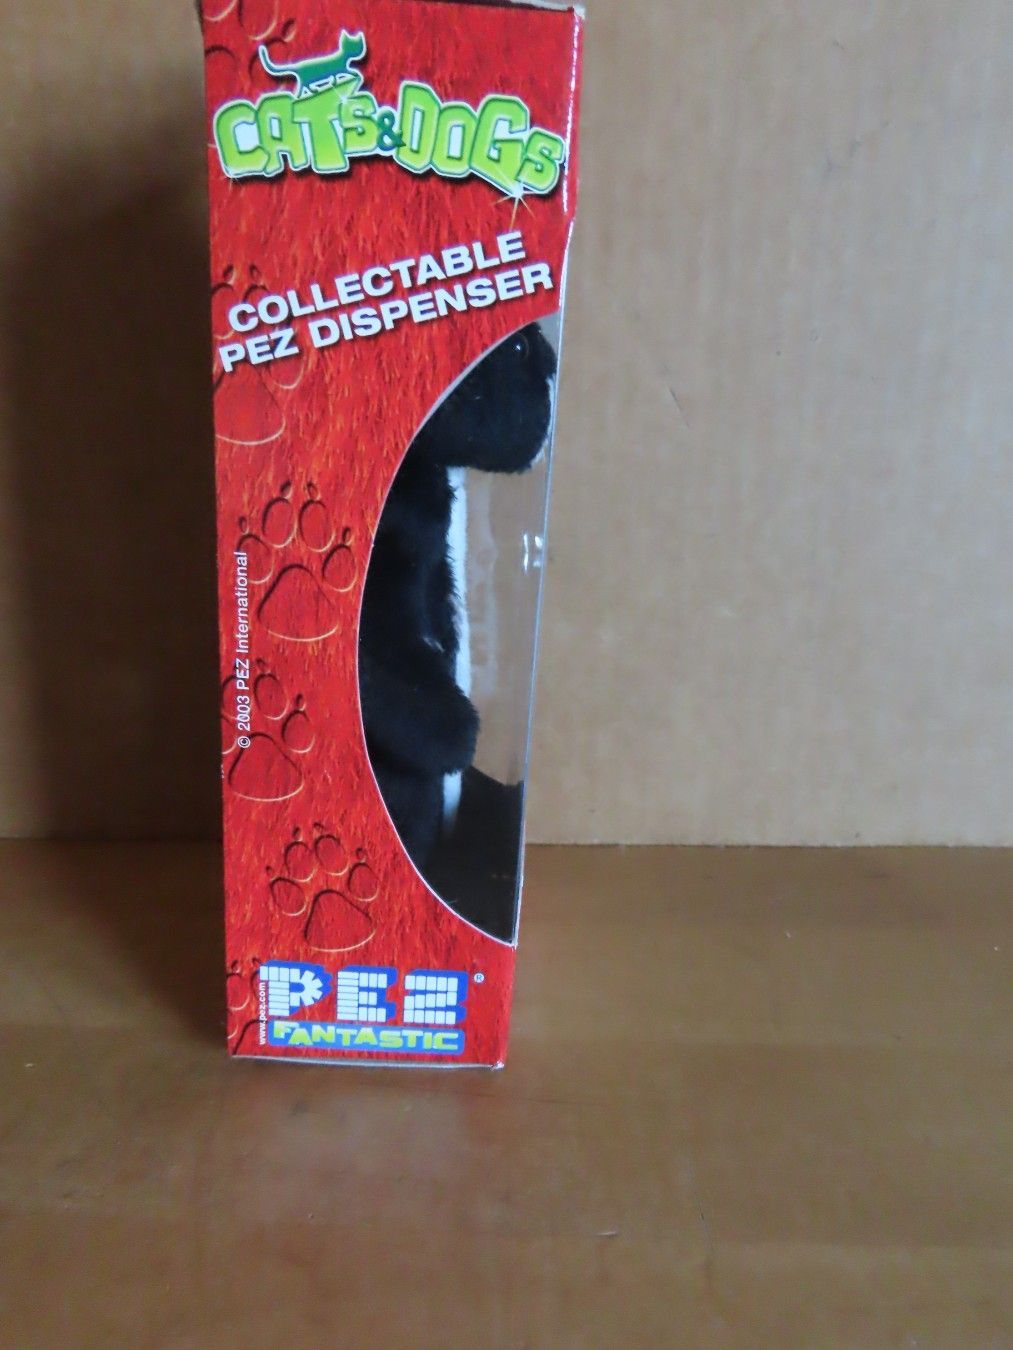 CATS & DOGS
COLLECTABLE
PEZ DISPENSER
© 2003 PEZ International
www.pez.com
PEZ ®
FANTASTIC